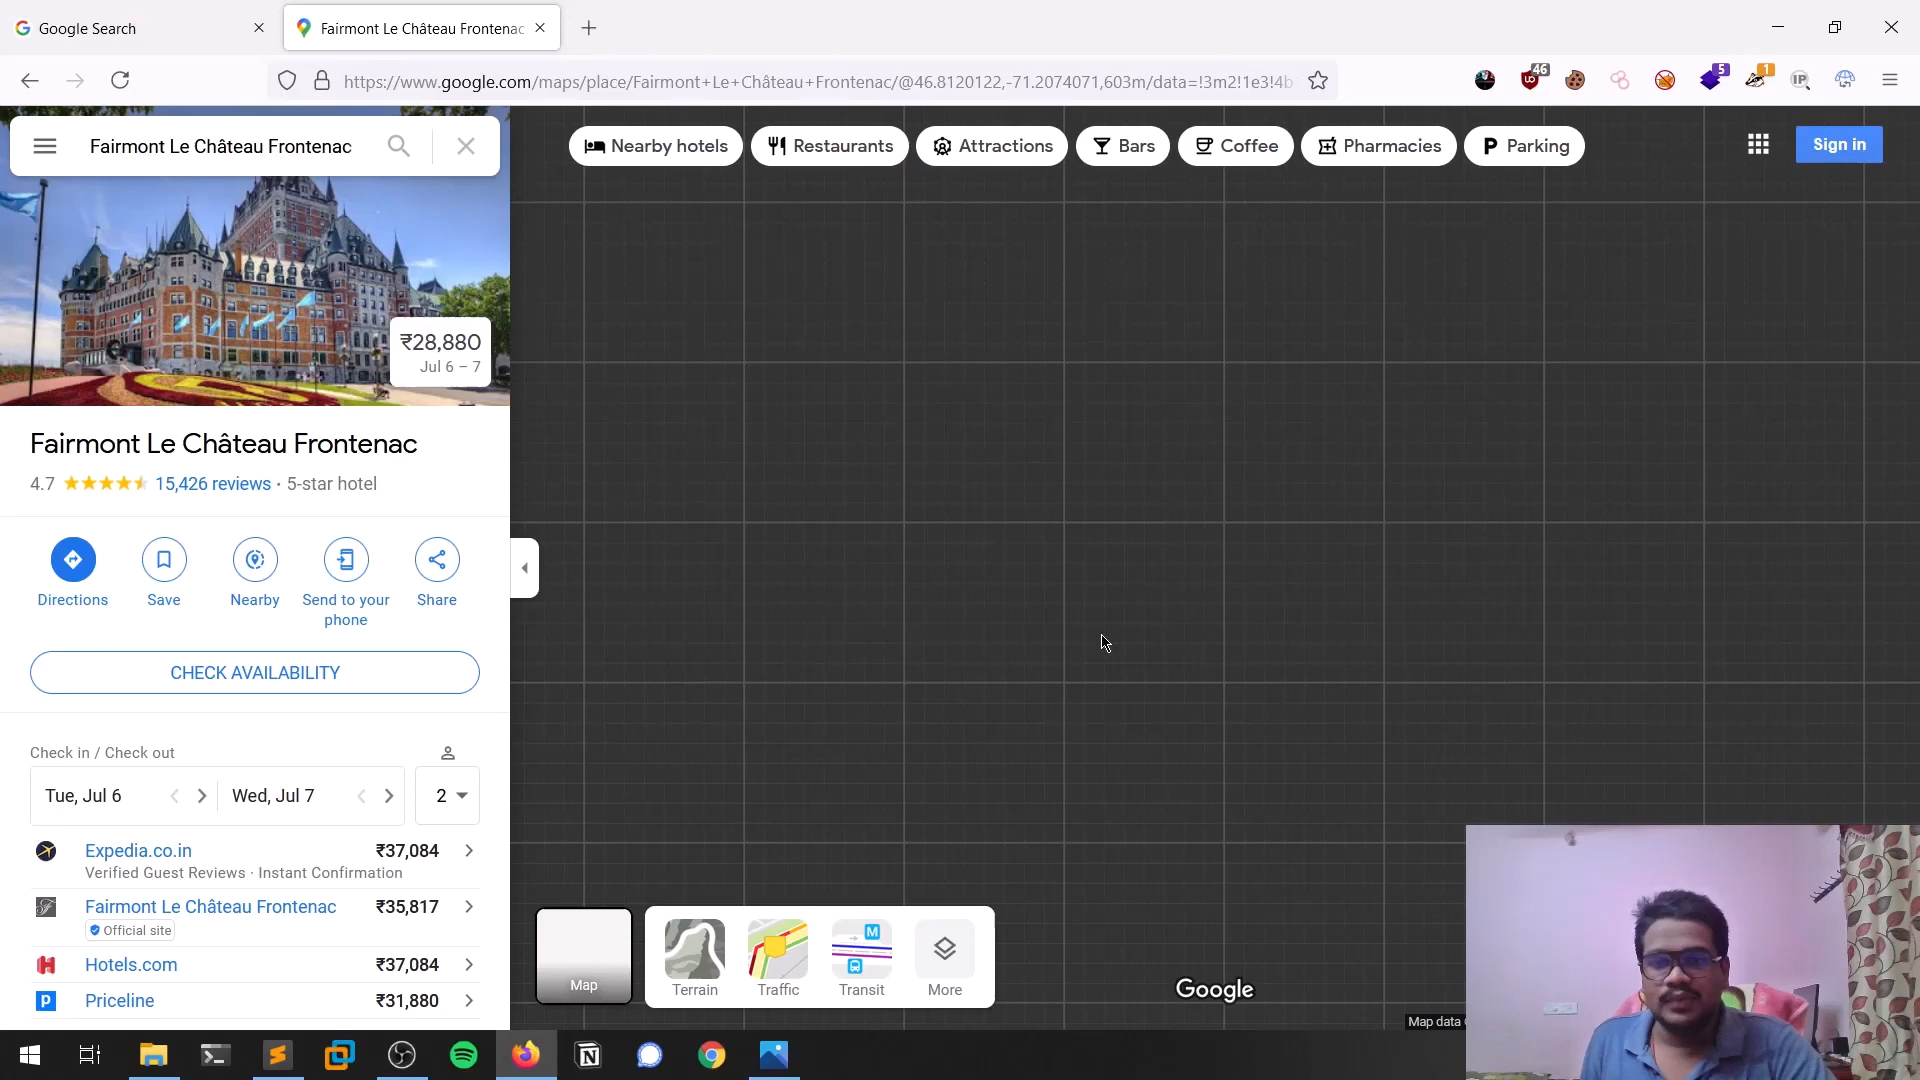 Google Search
Fairmont Le Château Frontenac
https://www.google.com/maps/place/Fairmont+Le+Château+Frontenac/@46.8120122,-71.2074071,603m/data=!3m2!1e3!4b
46
5
1
IP
Fairmont Le Château Frontenac
Nearby hotels
Restaurants
Attractions
Bars
Coffee
Pharmacies
P Parking
Sign in
₹28,880
Jul 6 – 7
Fairmont Le Château Frontenac
4.7 15,426 reviews · 5-star hotel
Directions
Save
Nearby
Send to your
phone
Share
CHECK AVAILABILITY
Check in / Check out
Tue, Jul 6
Wed, Jul 7
2
Expedia.co.in ₹37,084
Verified Guest Reviews · Instant Confirmation
Fairmont Le Château Frontenac ₹35,817
Official site
Hotels.com ₹37,084
Priceline ₹31,880
Map
Terrain
Traffic
M
Transit
More
Google
Map data